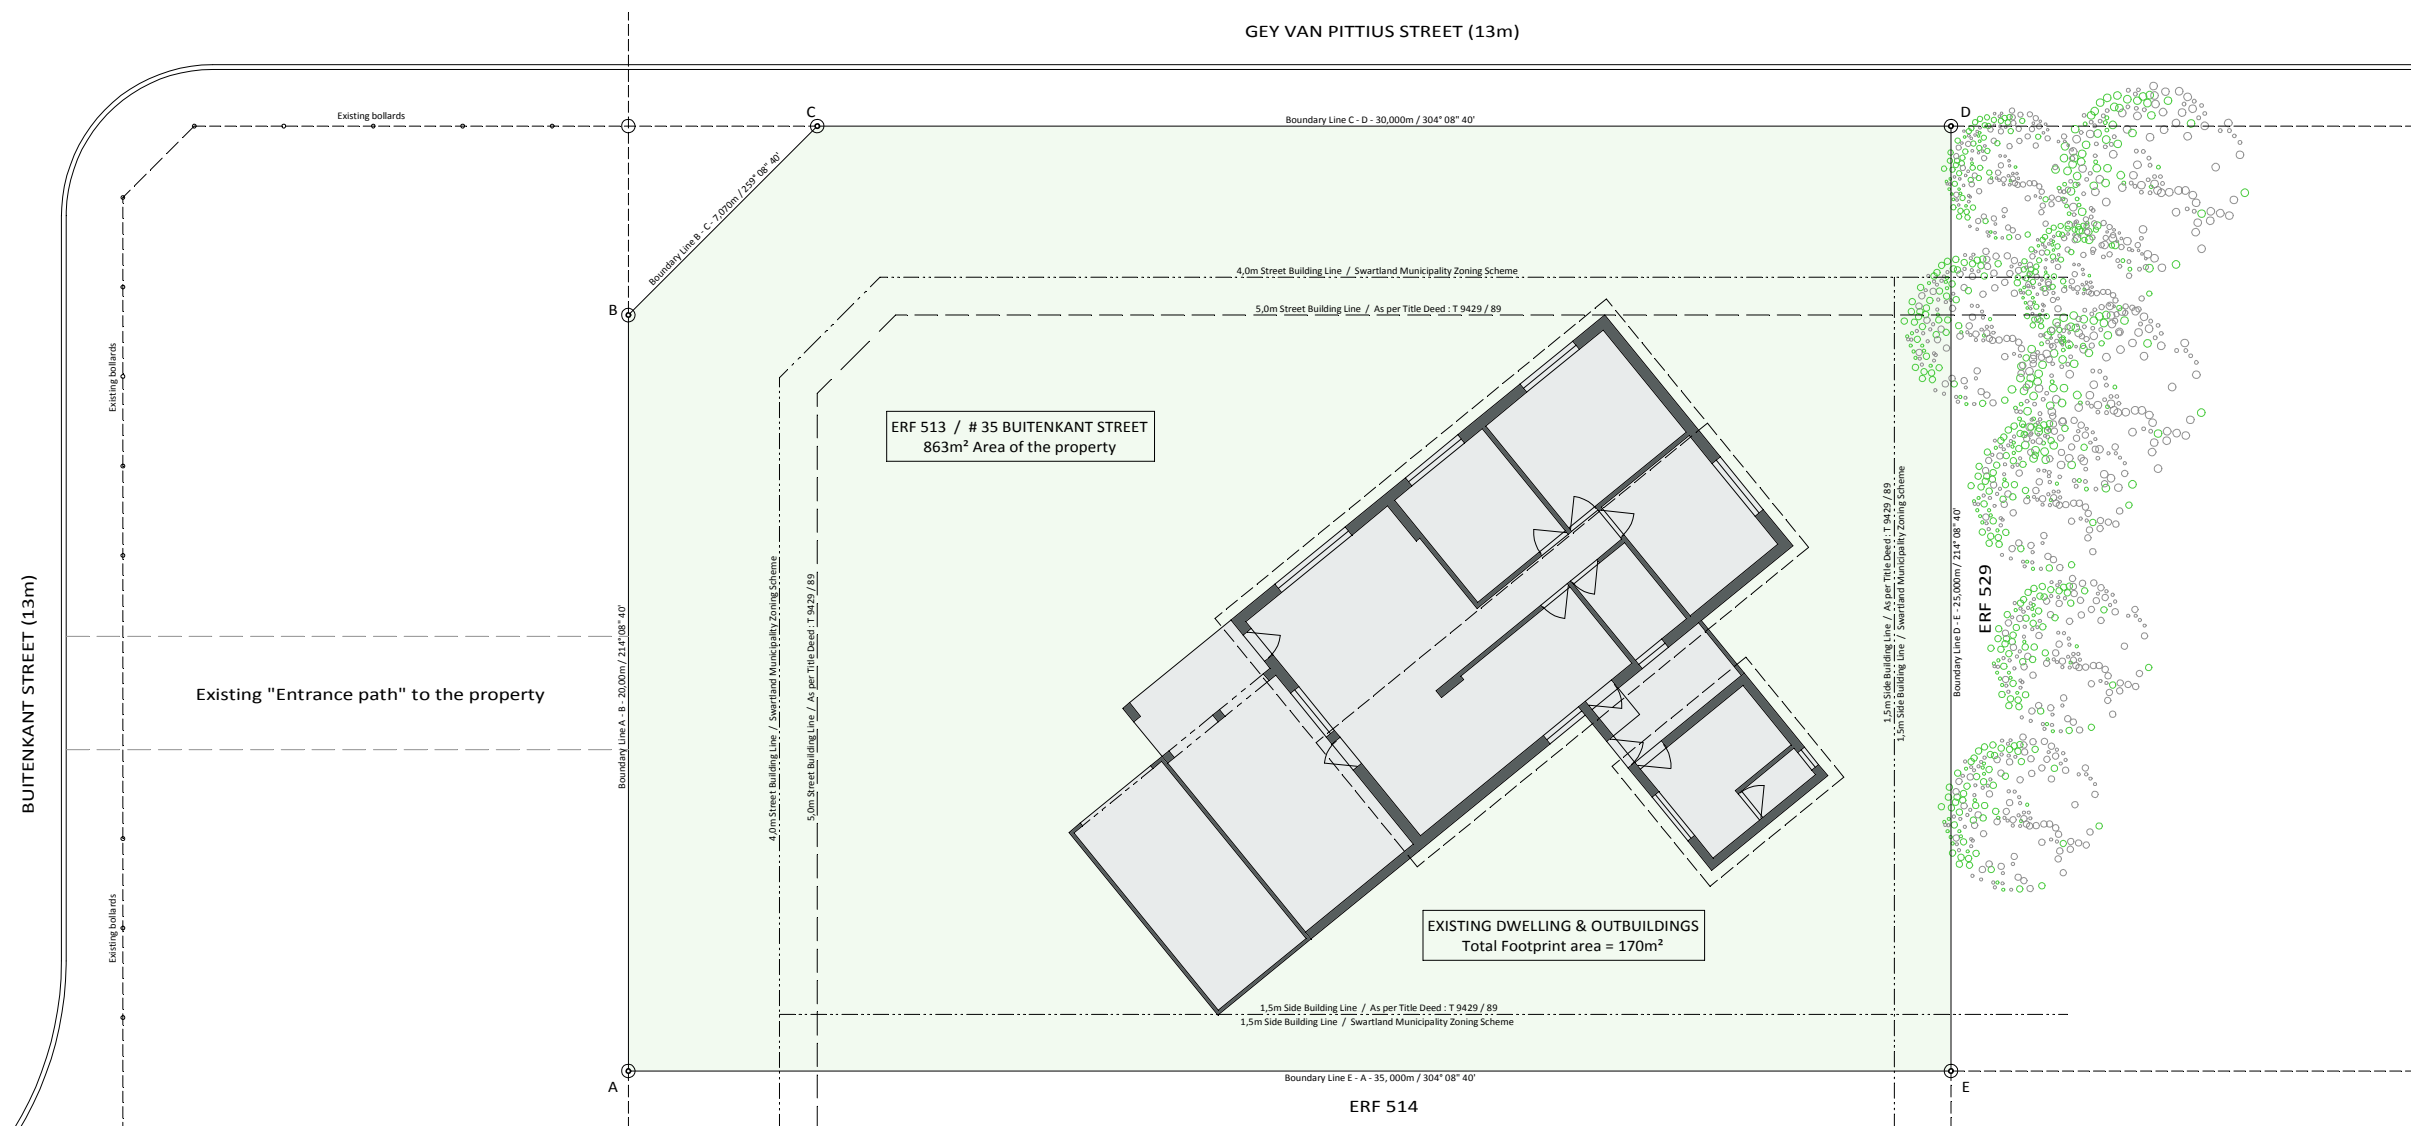 GEY VAN PITTIUS STREET (13m)
Existing bollards
C
Boundary Line C - D - 30,000m / 304° 08" 40'
D
Boundary Line B - C - 7,070m / 259° 08" 40'
4,0m Street Building Line / Swartland Municipality Zoning Scheme
B
5,0m Street Building Line / As per Title Deed : T 9429 / 89
Existing bollards
ERF 513 / # 35 BUITENKANT STREET
863m² Area of the property
BUITENKANT STREET (13m)
Existing "Entrance path" to the property
Boundary Line A - B - 20,00m / 214° 08" 40'
4,0m Street Building Line / Swartland Municipality Zoning Scheme
5,0m Street Building Line / As per Title Deed : T 9429 / 89
1,5m Side Building Line / As per Title Deed : T 9429 / 89
1,5m Side Building Line / Swartland Municipality Zoning Scheme
Boundary Line D - E - 25,000m / 214° 08" 40'
ERF 529
Existing bollards
EXISTING DWELLING & OUTBUILDINGS
Total Footprint area = 170m²
1,5m Side Building Line / As per Title Deed : T 9429 / 89
1,5m Side Building Line / Swartland Municipality Zoning Scheme
A
Boundary Line E - A - 35, 000m / 304° 08" 40'
E
ERF 514